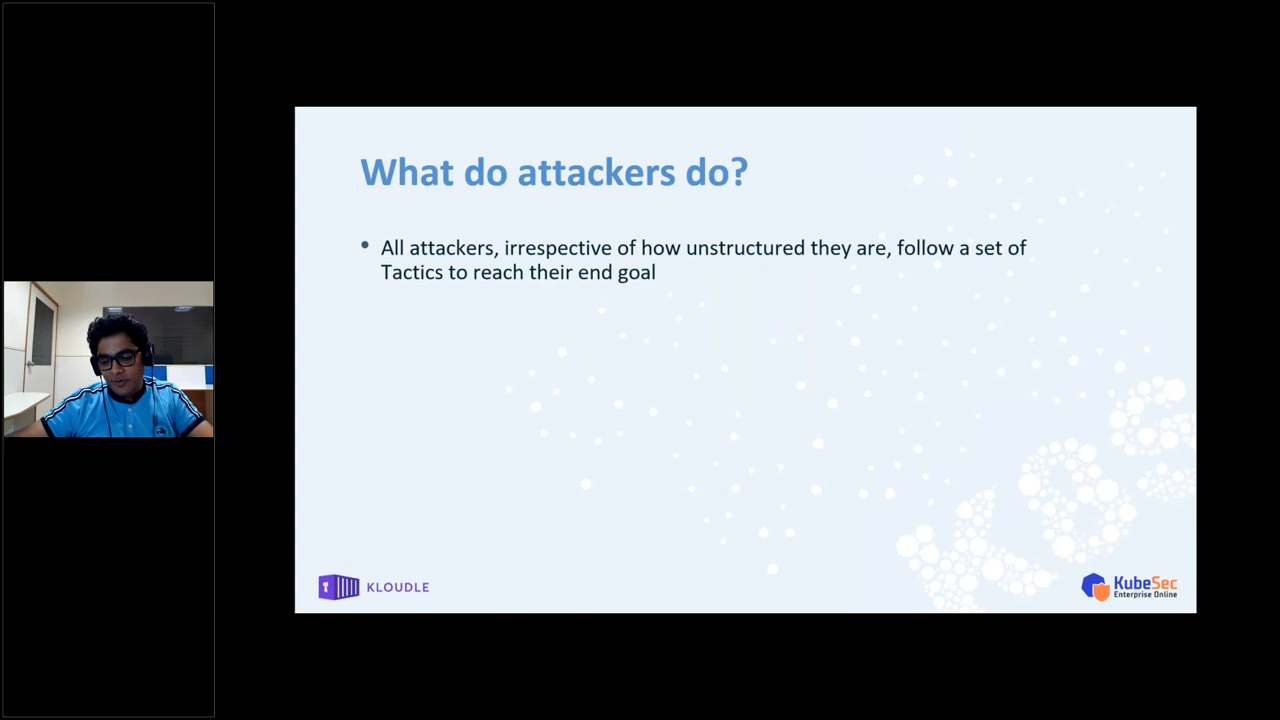 What do attackers do?
• All attackers, irrespective of how unstructured they are, follow a set of
Tactics to reach their end goal
KLOUDLE
KubeSec
Enterprise Online
K8S